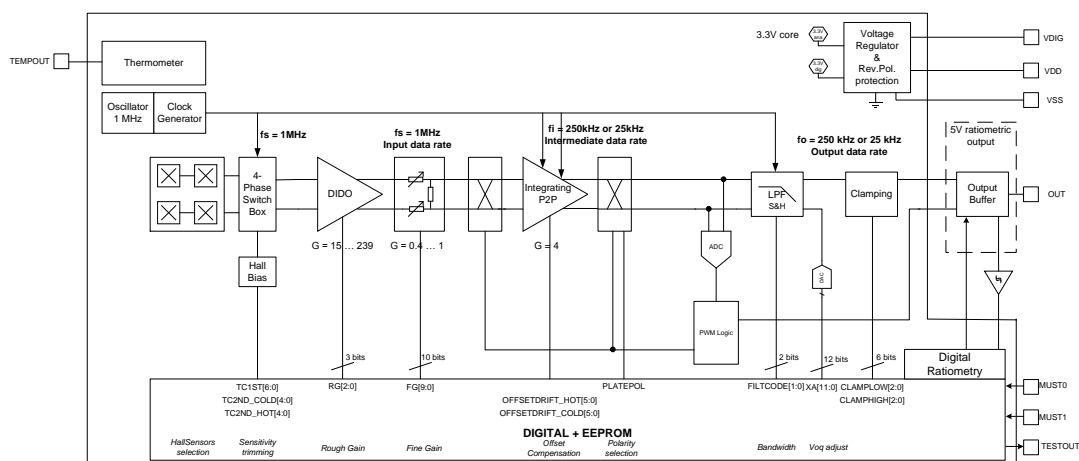 3.3V core
3.3V
ana
3.3V
dig
Voltage
Regulator
&
Rev.Pol.
protection
VDIG
VDD
VSS
TEMPOUT
Thermometer
Oscillator
1 MHz
Clock
Generator
fs = 1MHz
fs = 1MHz
Input data rate
fi = 250kHz or 25kHz
Intermediate data rate
fo = 250 kHz or 25 kHz
Output data rate
5V ratiometric
output
4-
Phase
Switch
Box
DIDO
Integrating
P2P
LPF
S&H
Clamping
Output
Buffer
OUT
G = 15 ... 239
G = 0.4 ... 1
G = 4
ADC
DAC
Hall
Bias
PWM Logic
3 bits
10 bits
2 bits
12 bits
6 bits
Digital
Ratiometry
TC1ST[6:0]
TC2ND_COLD[4:0]
TC2ND_HOT[4:0]
RG[2:0]
FG[9:0]
OFFSETDRIFT_HOT[5:0]
OFFSETDRIFT_COLD[5:0]
PLATEPOL
FILTCODE[1:0]
XA[11:0]
CLAMPLOW[2:0]
CLAMPHIGH[2:0]
MUST0
MUST1
TESTOUT
DIGITAL + EEPROM
HallSensors
selection
Sensitivity
trimming
Rough Gain
Fine Gain
Offset
Compensation
Polarity
selection
Bandwidth
Voq adjust